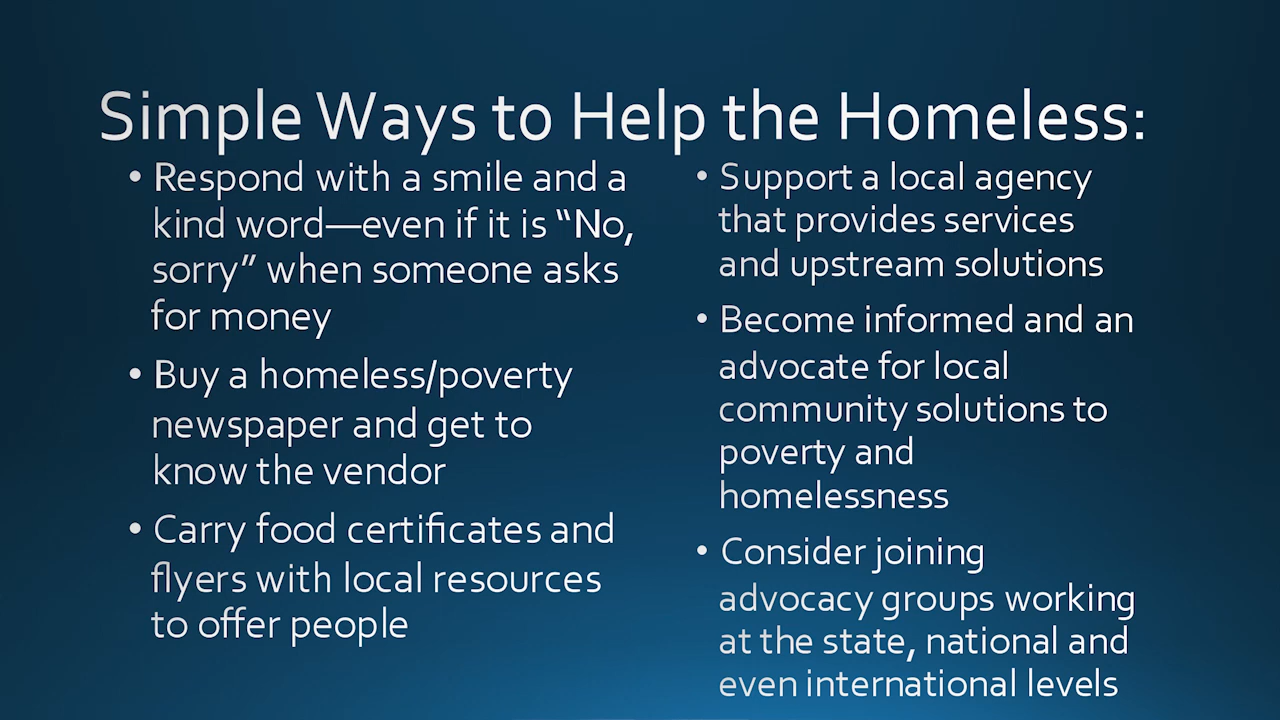 Simple Ways to Help the Homeless:
• Respond with a smile and a
kind word—even if it is “No,
sorry” when someone asks
for money
• Buy a homeless/poverty
newspaper and get to
know the vendor
• Carry food certificates and
flyers with local resources
to offer people
• Support a local agency
that provides services
and upstream solutions
• Become informed and an
advocate for local
community solutions to
poverty and
homelessness
• Consider joining
advocacy groups working
at the state, national and
even international levels